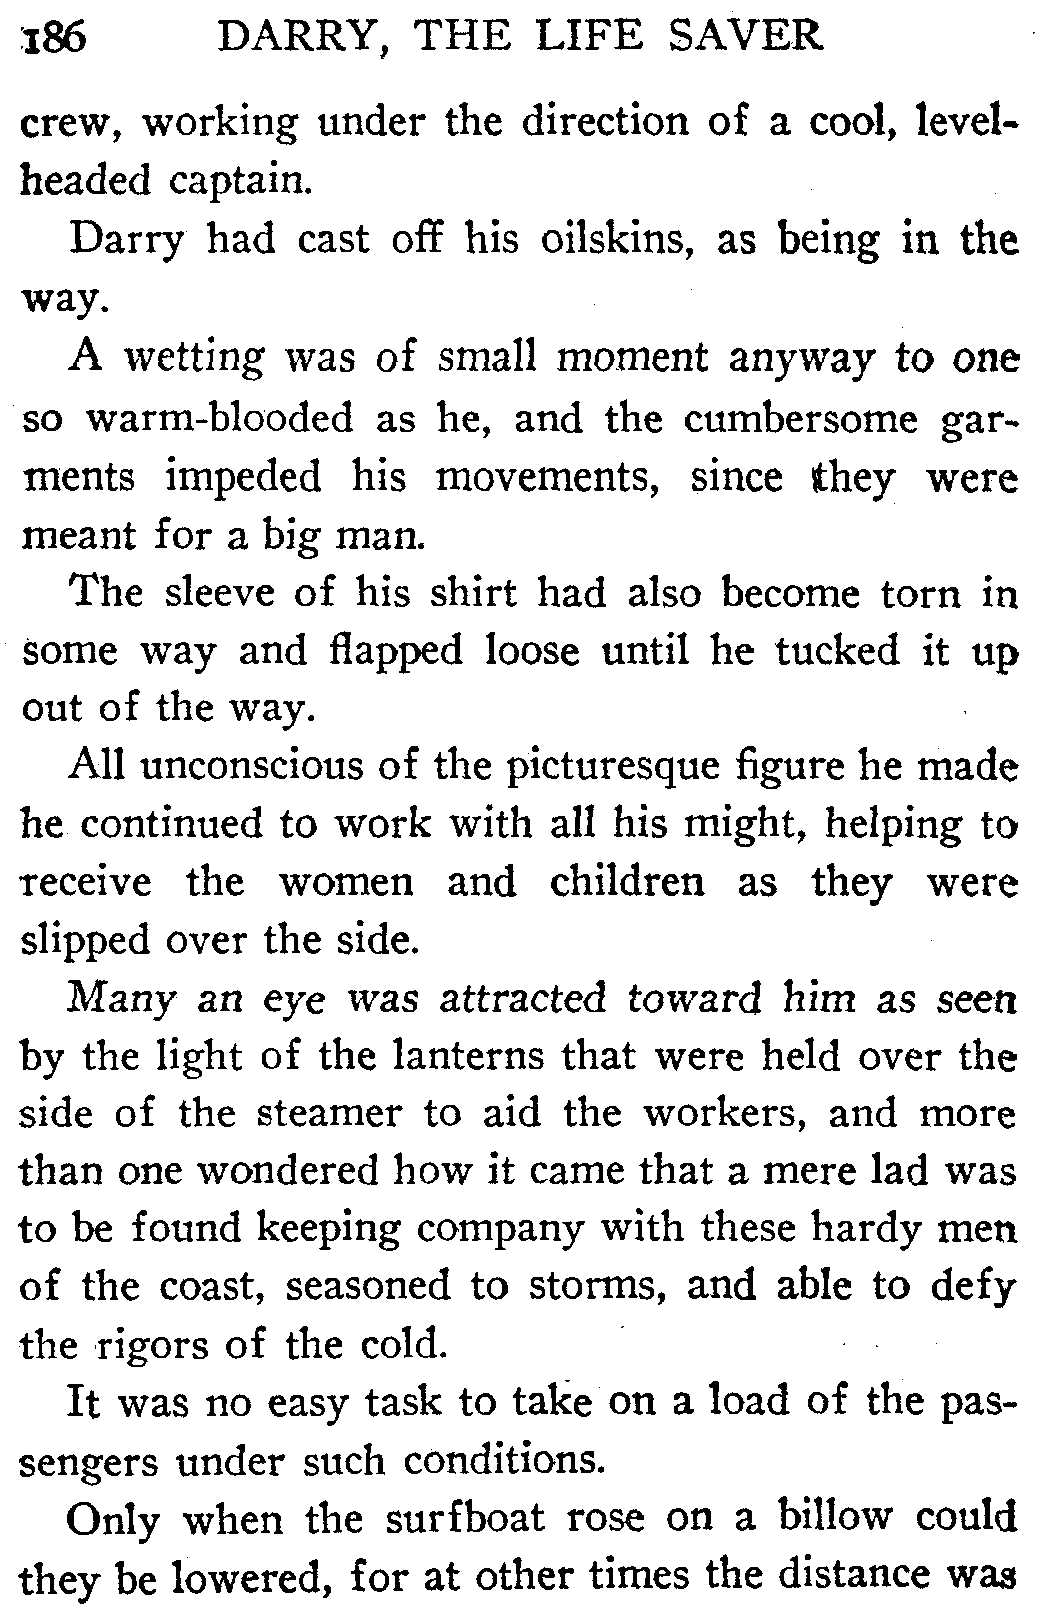 186 DARRY, THE LIFE SAVER
crew, working under the direction of a cool, level-
headed captain.
Darry had cast off his oilskins, as being in the
way.
A wetting was of small moment anyway to one
so warm-blooded as he, and the cumbersome gar-
ments impeded his movements, since they were
meant for a big man.
The sleeve of his shirt had also become torn in
some way and flapped loose until he tucked it up
out of the way.
All unconscious of the picturesque figure he made
he continued to work with all his might, helping to
receive the women and children as they were
slipped over the side.
Many an eye was attracted toward him as seen
by the light of the lanterns that were held over the
side of the steamer to aid the workers, and more
than one wondered how it came that a mere lad was
to be found keeping company with these hardy men
of the coast, seasoned to storms, and able to defy
the rigors of the cold.
It was no easy task to take on a load of the pas-
sengers under such conditions.
Only when the surfboat rose on a billow could
they be lowered, for at other times the distance was